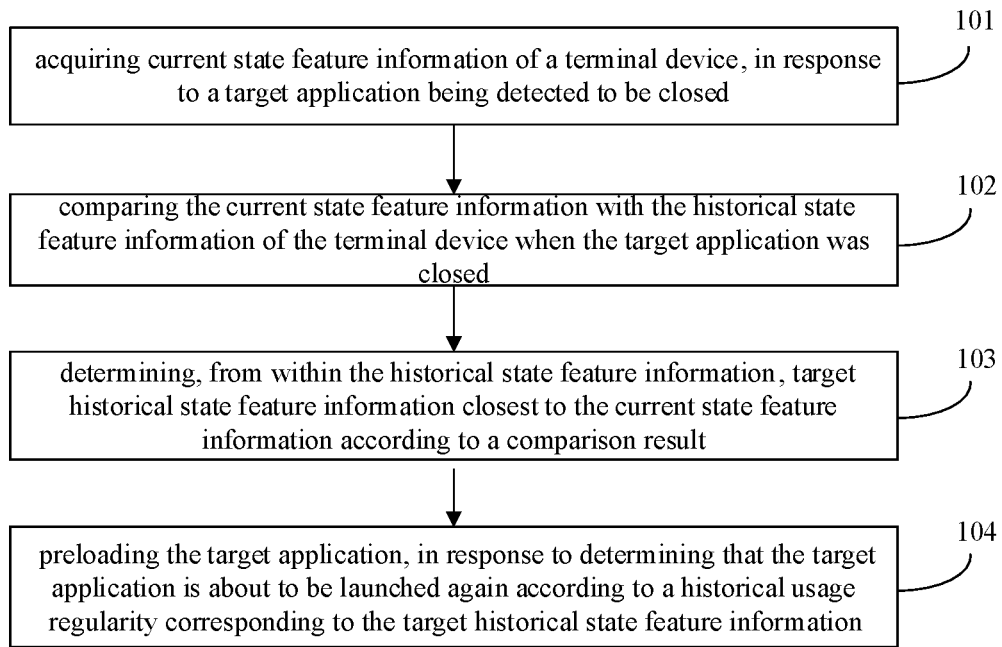 101
acquiring current state feature information of a terminal device, in response
to a target application being detected to be closed
102
comparing the current state feature information with the historical state
feature information of the terminal device when the target application was
closed
103
determining, from within the historical state feature information, target
historical state feature information closest to the current state feature
information according to a comparison result
104
preloading the target application, in response to determining that the target
application is about to be launched again according to a historical usage
regularity corresponding to the target historical state feature information